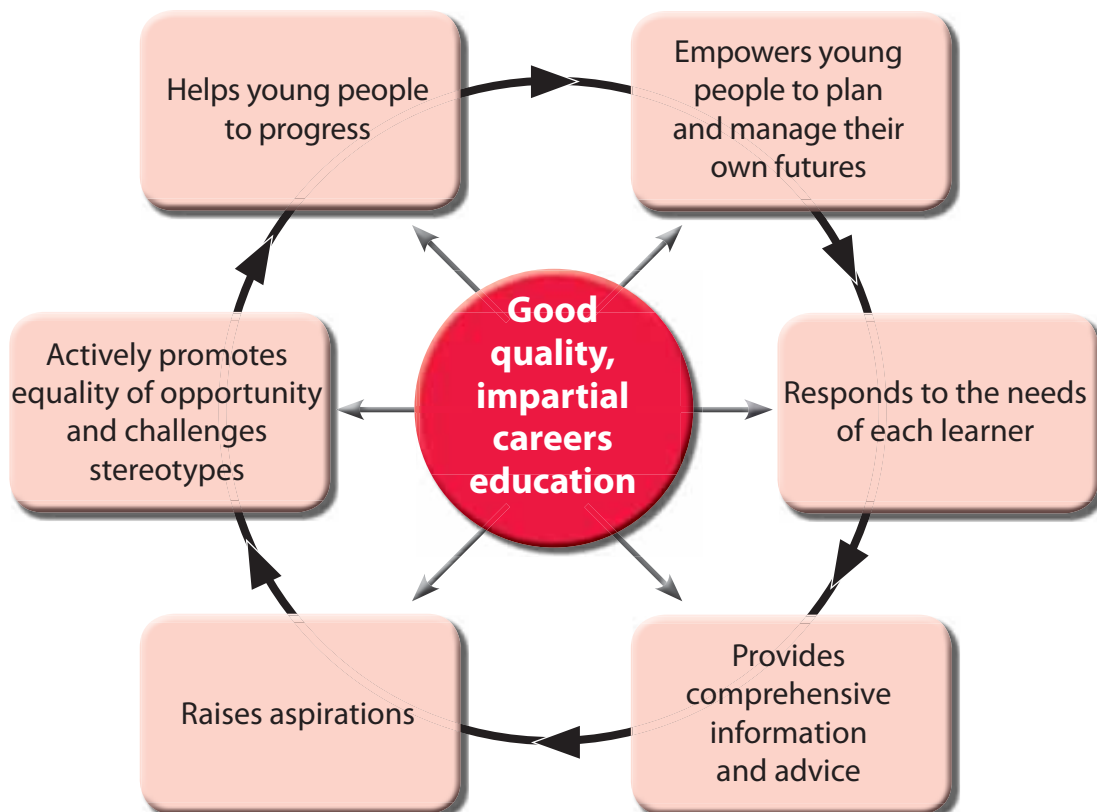 Helps young people
to progress
Empowers young
people to plan
and manage their
own futures
Good
quality,
impartial
careers
education
Actively promotes
equality of opportunity
and challenges
stereotypes
Responds to the needs
of each learner
Raises aspirations
Provides
comprehensive
information
and advice